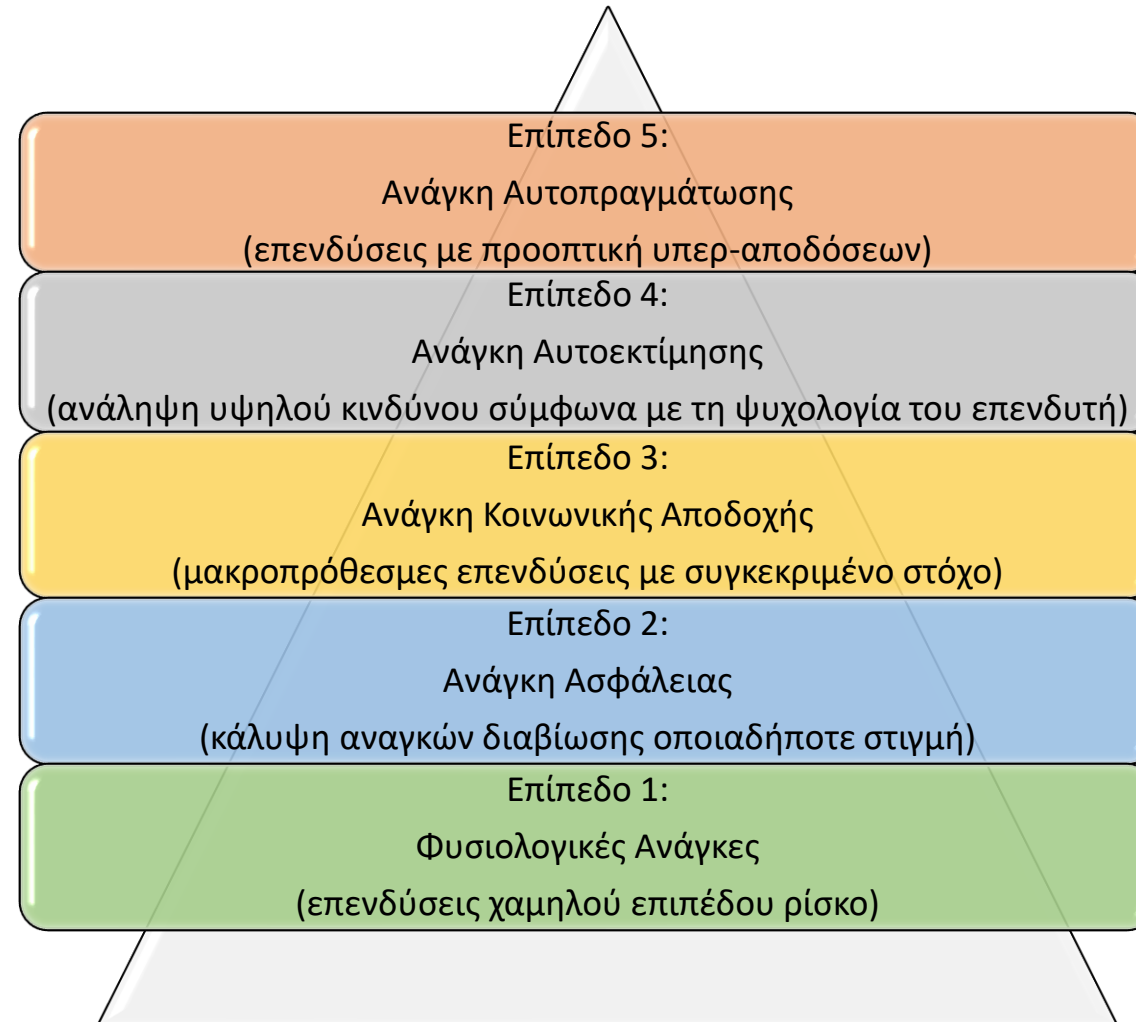 Επίπεδο 5:
Ανάγκη Αυτοπραγμάτωσης
(επενδύσεις με προοπτική υπερ-αποδόσεων)
Επίπεδο 4:
Ανάγκη Αυτοεκτίμησης
(ανάληψη υψηλού κινδύνου σύμφωνα με τη ψυχολογία του επενδυτή)
Επίπεδο 3:
Ανάγκη Κοινωνικής Αποδοχής
(μακροπρόθεσμες επενδύσεις με συγκεκριμένο στόχο)
Επίπεδο 2:
Ανάγκη Ασφάλειας
(κάλυψη αναγκών διαβίωσης οποιαδήποτε στιγμή)
Επίπεδο 1:
Φυσιολογικές Ανάγκες
(επενδύσεις χαμηλού επιπέδου ρίσκο)